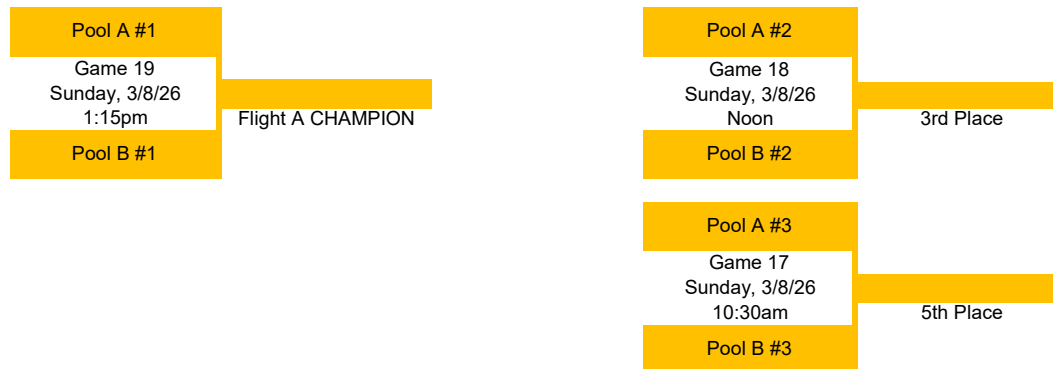 Pool A #1
Game 19
Sunday, 3/8/26
1:15pm
Flight A CHAMPION
Pool B #1
Pool A #2
Game 18
Sunday, 3/8/26
Noon
3rd Place
Pool B #2
Pool A #3
Game 17
Sunday, 3/8/26
10:30am
5th Place
Pool B #3